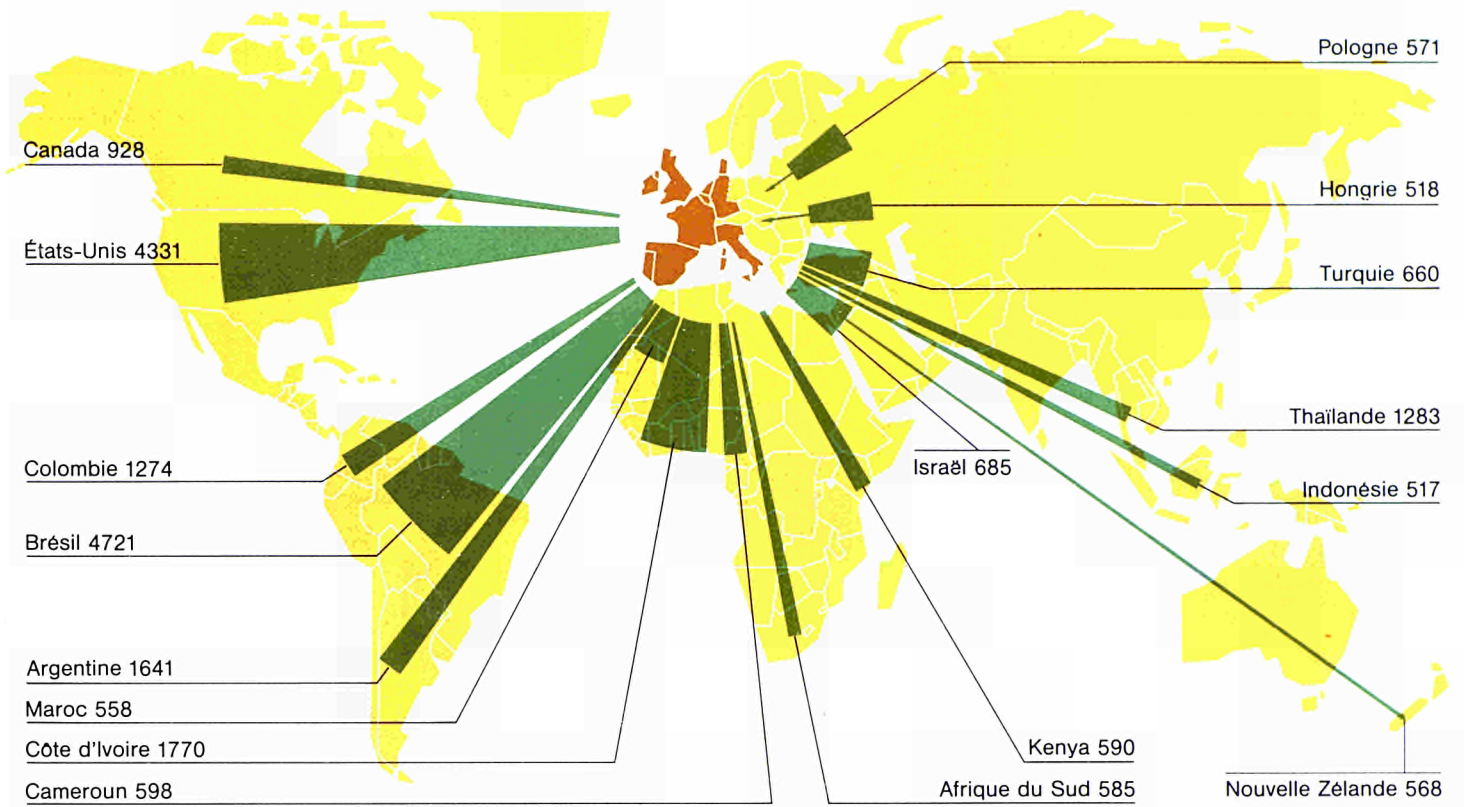 Pologne 571
Canada 928
Hongrie 518
États-Unis 4331
Turquie 660
Thaïlande 1283
Colombie 1274
Israël 685
Indonésie 517
Brésil 4721
Argentine 1641
Maroc 558
Côte d'Ivoire 1770
Kenya 590
Cameroun 598
Afrique du Sud 585
Nouvelle Zélande 568